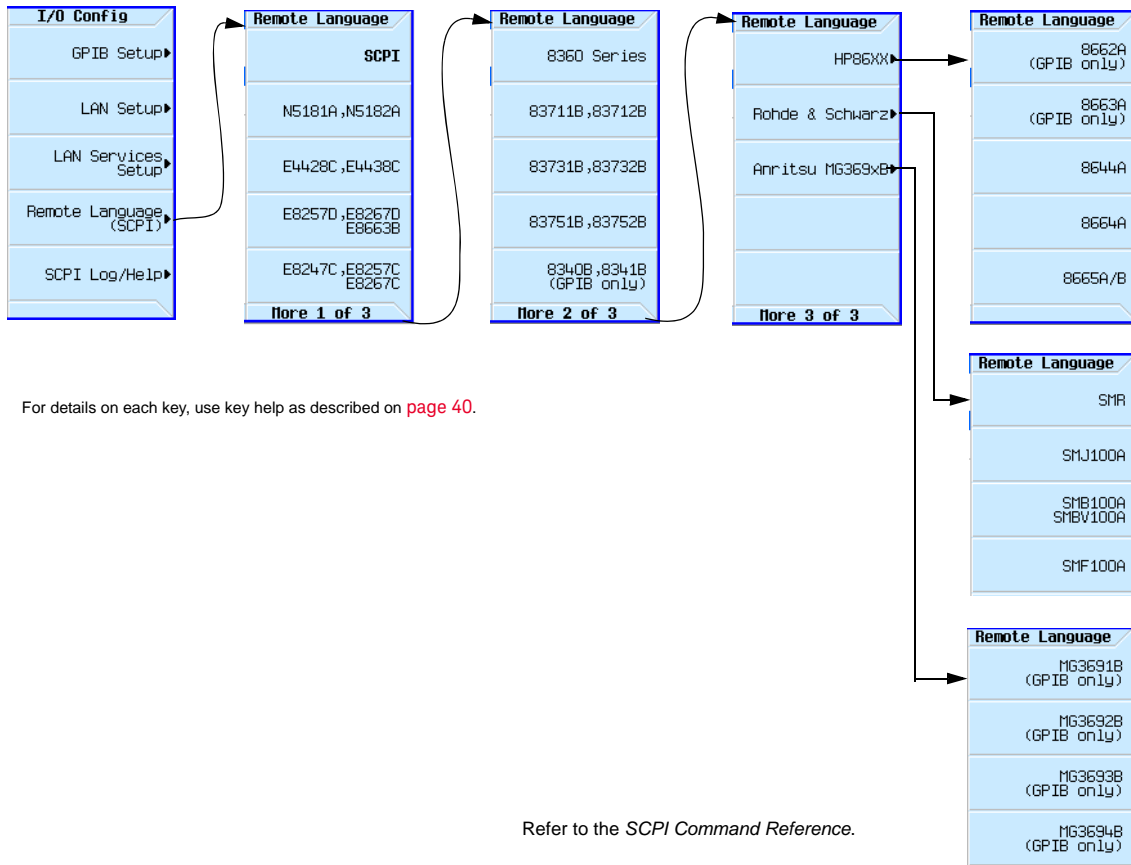 I/O Config
GPIB Setup
LAN Setup
LAN Services
Setup
Remote Language
(SCPI)
SCPI Log/Help
Remote Language
SCPI
N5181A,N5182A
E4428C,E4438C
E8257D,E8267D
E8663B
E8247C,E8257C
E8267C
More 1 of 3
Remote Language
8360 Series
83711B,83712B
83731B,83732B
83751B,83752B
8340B,8341B
(GPIB only)
More 2 of 3
Remote Language
HP86XX
Rohde & Schwarz
Anritsu MG369xB
More 3 of 3
Remote Language
8662A
(GPIB only)
8663A
(GPIB only)
8644A
8664A
8665A/B
Remote Language
SMR
SMJ100A
SMB100A
SMBV100A
SMF100A
Remote Language
MG3691B
(GPIB only)
MG3692B
(GPIB only)
MG3693B
(GPIB only)
MG3694B
(GPIB only)
For details on each key, use key help as described on page 40.
Refer to the SCPI Command Reference.